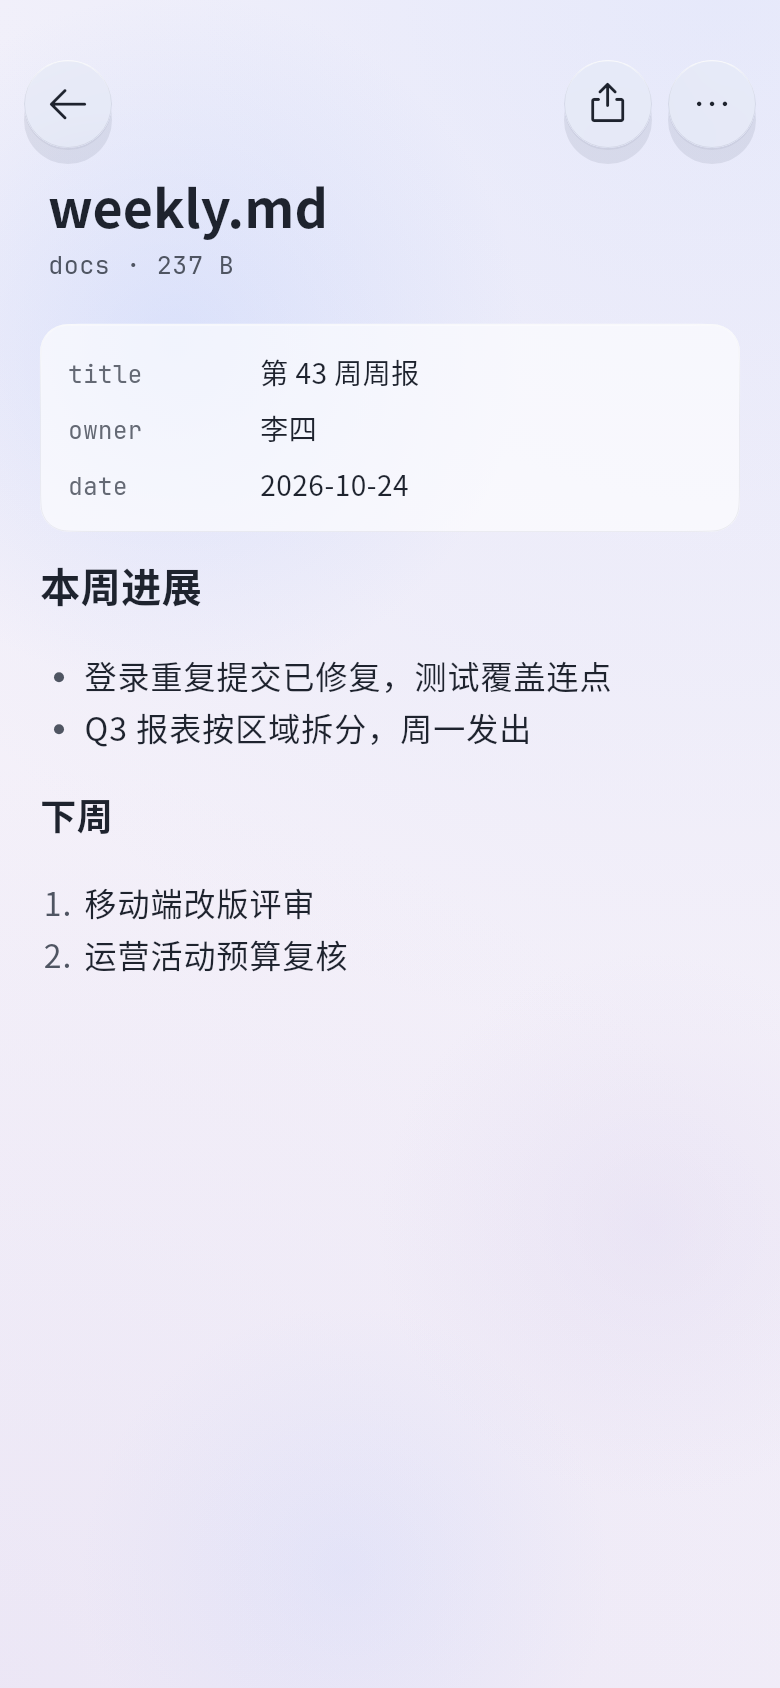 weekly.md
docs · 237 B
title 第 43 周周报
owner 李四
date 2026-10-24
本周进展
• 登录重复提交已修复，测试覆盖连点
• Q3 报表按区域拆分，周一发出
下周
1. 移动端改版评审
2. 运营活动预算复核